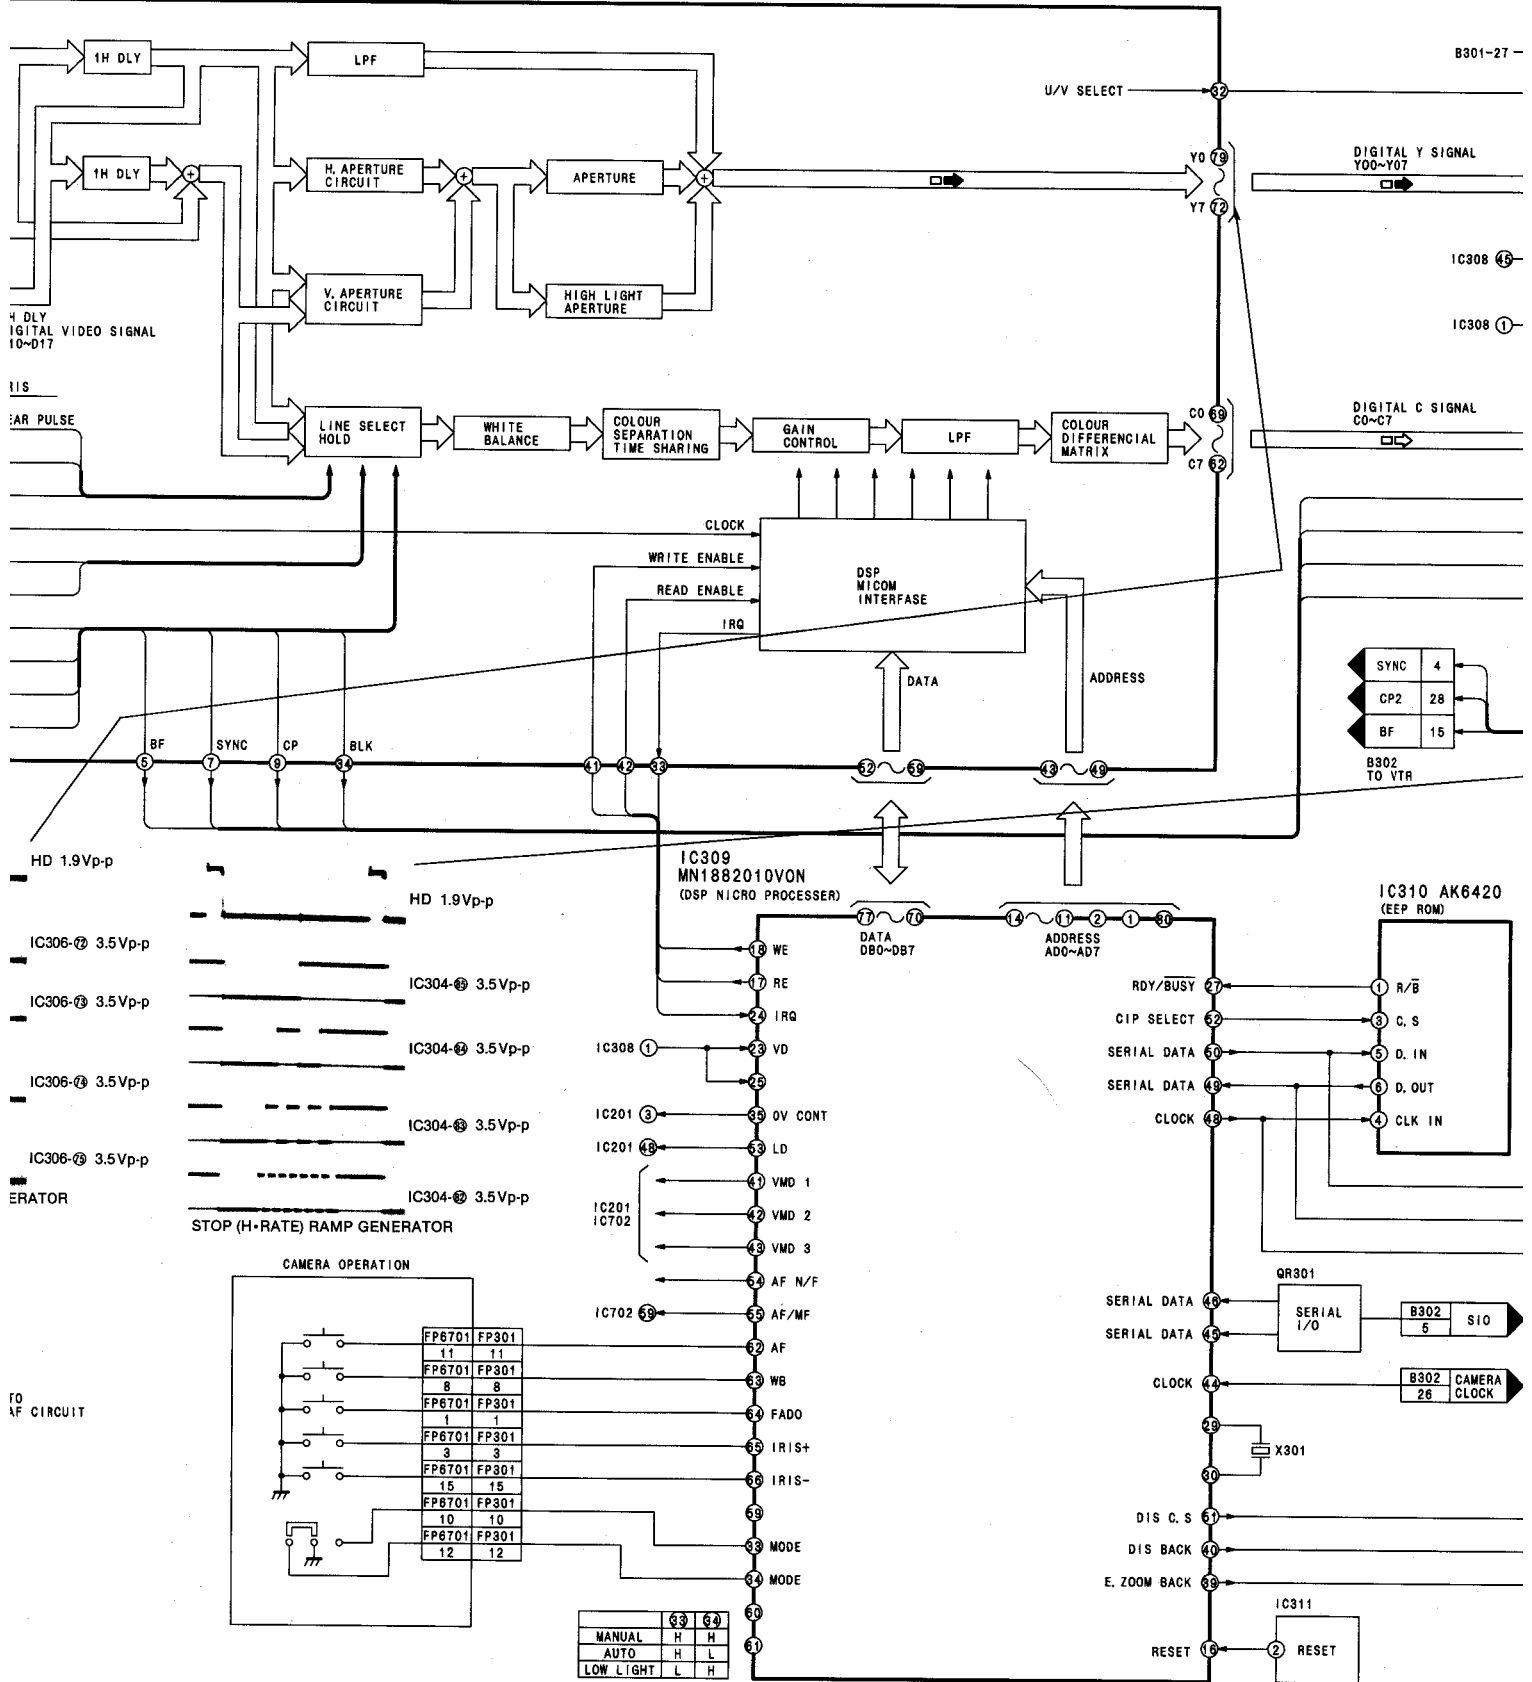 1H DLY
LPF
B301-27
U/V SELECT
32
1H DLY
H. APERTURE
CIRCUIT
APERTURE
Y0 79
Y7 72
DIGITAL Y SIGNAL
Y00~Y07
V. APERTURE
CIRCUIT
HIGH LIGHT
APERTURE
IC308 45
IC308 1
H DLY
IGITAL VIDEO SIGNAL
10~D17
RIS
EAR PULSE
LINE SELECT
HOLD
WHITE
BALANCE
COLOUR
SEPARATION
TIME SHARING
GAIN
CONTROL
LPF
COLOUR
DIFFERENCIAL
MATRIX
C0 69
C7 62
DIGITAL C SIGNAL
C0~C7
CLOCK
WRITE ENABLE
READ ENABLE
IRQ
DSP
MICOM
INTERFASE
DATA
ADDRESS
SYNC 4
CP2 28
BF 15
B302
TO VTR
BF
SYNC
CP
BLK
5
7
9
34
41
42
33
52
59
43
49
HD 1.9Vp-p
HD 1.9Vp-p
IC306-72 3.5Vp-p
IC304-85 3.5Vp-p
IC306-73 3.5Vp-p
IC304-84 3.5Vp-p
IC306-74 3.5Vp-p
IC304-83 3.5Vp-p
IC306-75 3.5Vp-p
IC304-82 3.5Vp-p
ERATOR
STOP (H•RATE) RAMP GENERATOR
IC309
MN1882010VON
(DSP NICRO PROCESSER)
77
70
DATA
DB0~DB7
14
11
2
1
80
ADDRESS
AD0~AD7
IC310 AK6420
(EEP ROM)
18 WE
17 RE
24 IRQ
IC308 1
23 VD
25
IC201 3
35 OV CONT
IC201 48
53 LD
IC201
IC702
41 VMD 1
42 VMD 2
43 VMD 3
54 AF N/F
IC702 59
55 AF/MF
62 AF
63 WB
64 FADO
65 IRIS+
66 IRIS-
59
33 MODE
34 MODE
60
61
RDY/BUSY 27
1 R/B
CIP SELECT 52
3 C.S
SERIAL DATA 50
5 D.IN
SERIAL DATA 49
6 D.OUT
CLOCK 48
4 CLK IN
QR301
SERIAL
I/O
SERIAL DATA 46
SERIAL DATA 45
B302
6
SIO
CLOCK 44
B302
26
CAMERA
CLOCK
29
X301
30
DIS C.S 51
DIS BACK 40
E.ZOOM BACK 39
IC311
RESET 16
2 RESET
CAMERA OPERATION
FP6701 FP301
11 11
FP6701 FP301
8 8
FP6701 FP301
1 1
FP6701 FP301
3 3
FP6701 FP301
15 15
FP6701 FP301
10 10
FP6701 FP301
12 12
TO
AF CIRCUIT
33 34
MANUAL H H
AUTO H L
LOW LIGHT L H